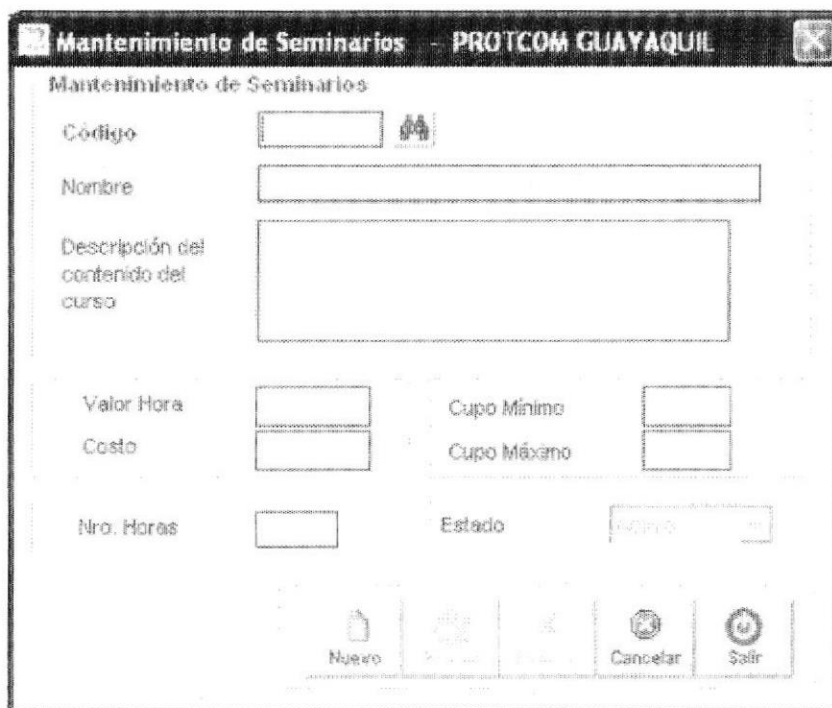 Mantenimiento de Seminarios - PROTCOM GUAYAQUIL
Mantenimiento de Seminarios
Código
Nombre
Descripción del
contenido del
curso
Valor Hora
Cupo Mínimo
Costo
Cupo Máximo
Nro. Horas
Estado
Nuevo
Cancelar
Salir